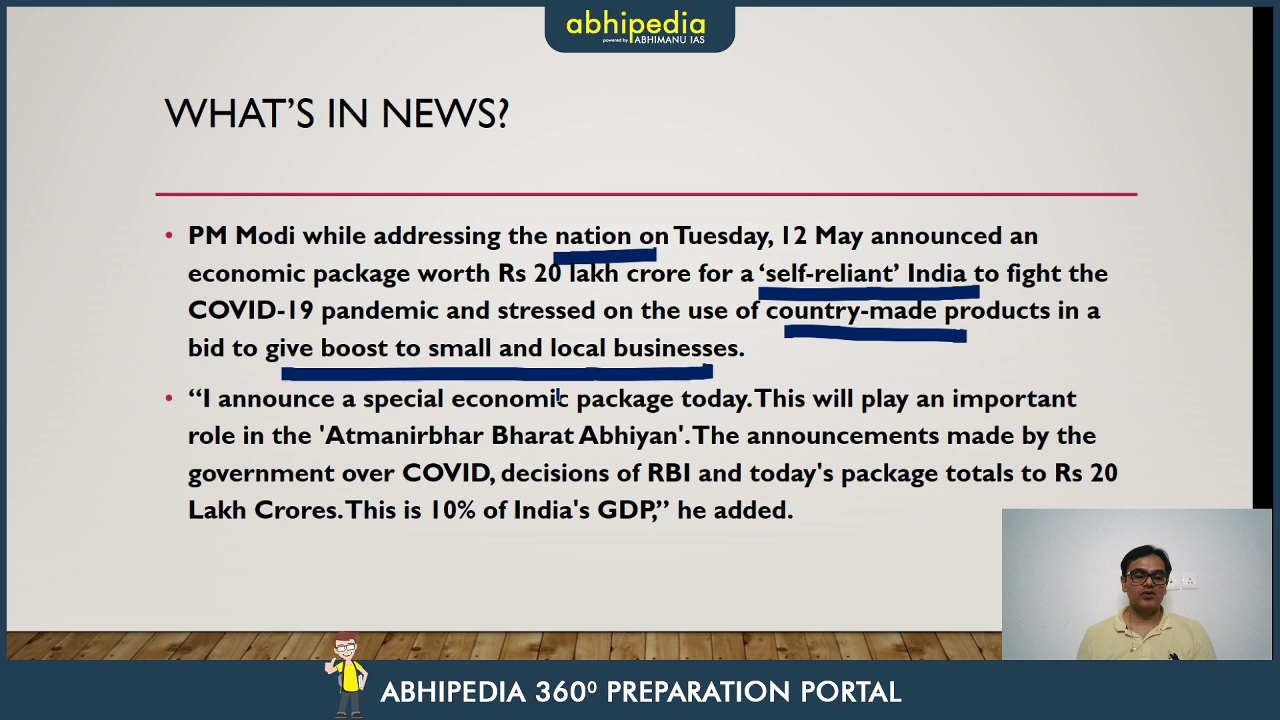 abhipedia
powered by ABHIMANU IAS
WHAT'S IN NEWS?
• PM Modi while addressing the nation on Tuesday, 12 May announced an
economic package worth Rs 20 lakh crore for a ‘self-reliant’ India to fight the
COVID-19 pandemic and stressed on the use of country-made products in a
bid to give boost to small and local businesses.
• “I announce a special economic package today. This will play an important
role in the 'Atmanirbhar Bharat Abhiyan'. The announcements made by the
government over COVID, decisions of RBI and today's package totals to Rs 20
Lakh Crores. This is 10% of India's GDP,” he added.
ABHIPEDIA 360⁰ PREPARATION PORTAL